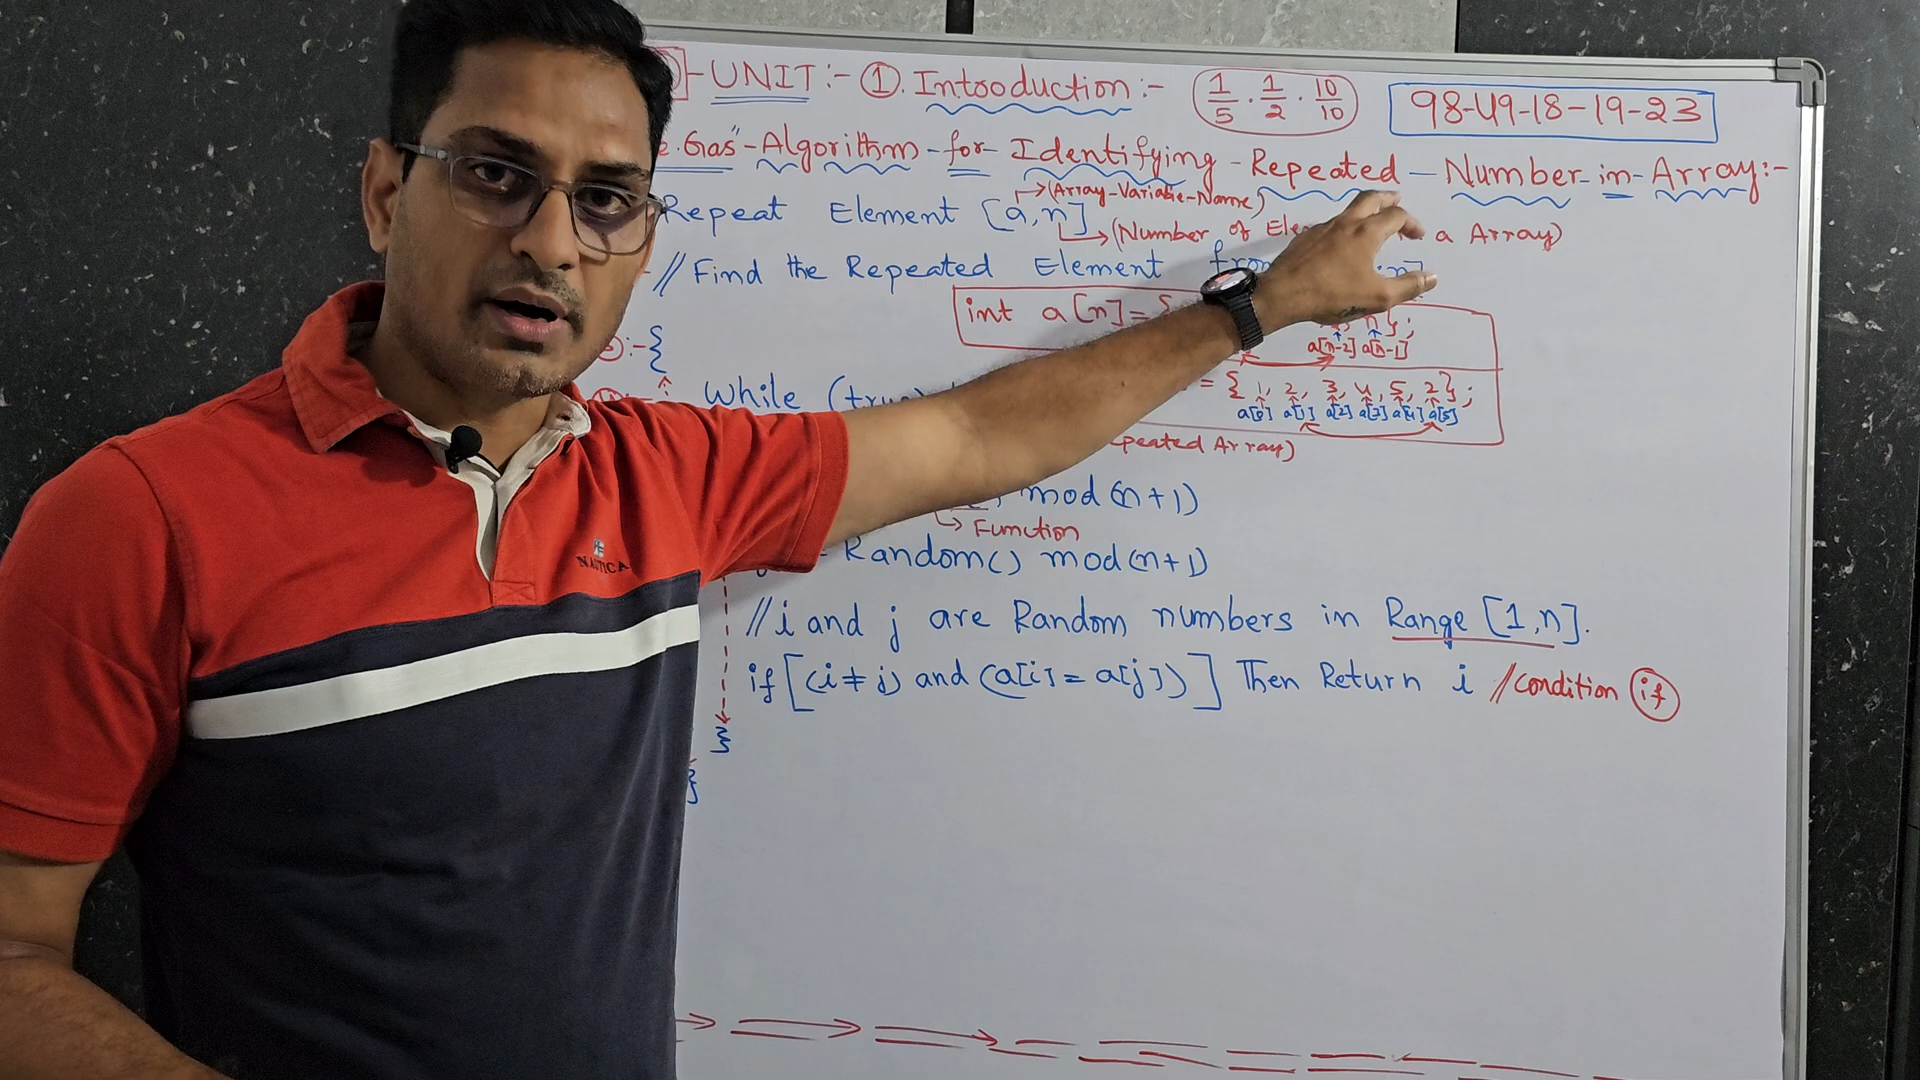 -UNIT:- ①. Introduction:- 1/5 . 1/2 . 10/10 98-49-18-19-23
Gas"-Algorithm-for-Identifying-Repeated-Number-in-Array:-
→(Array-Variable-Name)
Repeat Element [a,n]
→(Number of a Array)
// Find the Repeated Element from
int a[n]={ n};
a[n-2] a[n-1]
:-{
While (true)
= { 1, 2, 3, 4, 5, 2};
a[0] a[1] a[2] a[3] a[4] a[5]
Array)
mod (n+1)
→ Function
Random() mod(n+1)
//i and j are Random numbers in Range [1,n].
if[(i≠j) and (a[i]=a[j])] Then Return i //condition if
}
}
NAUTICA